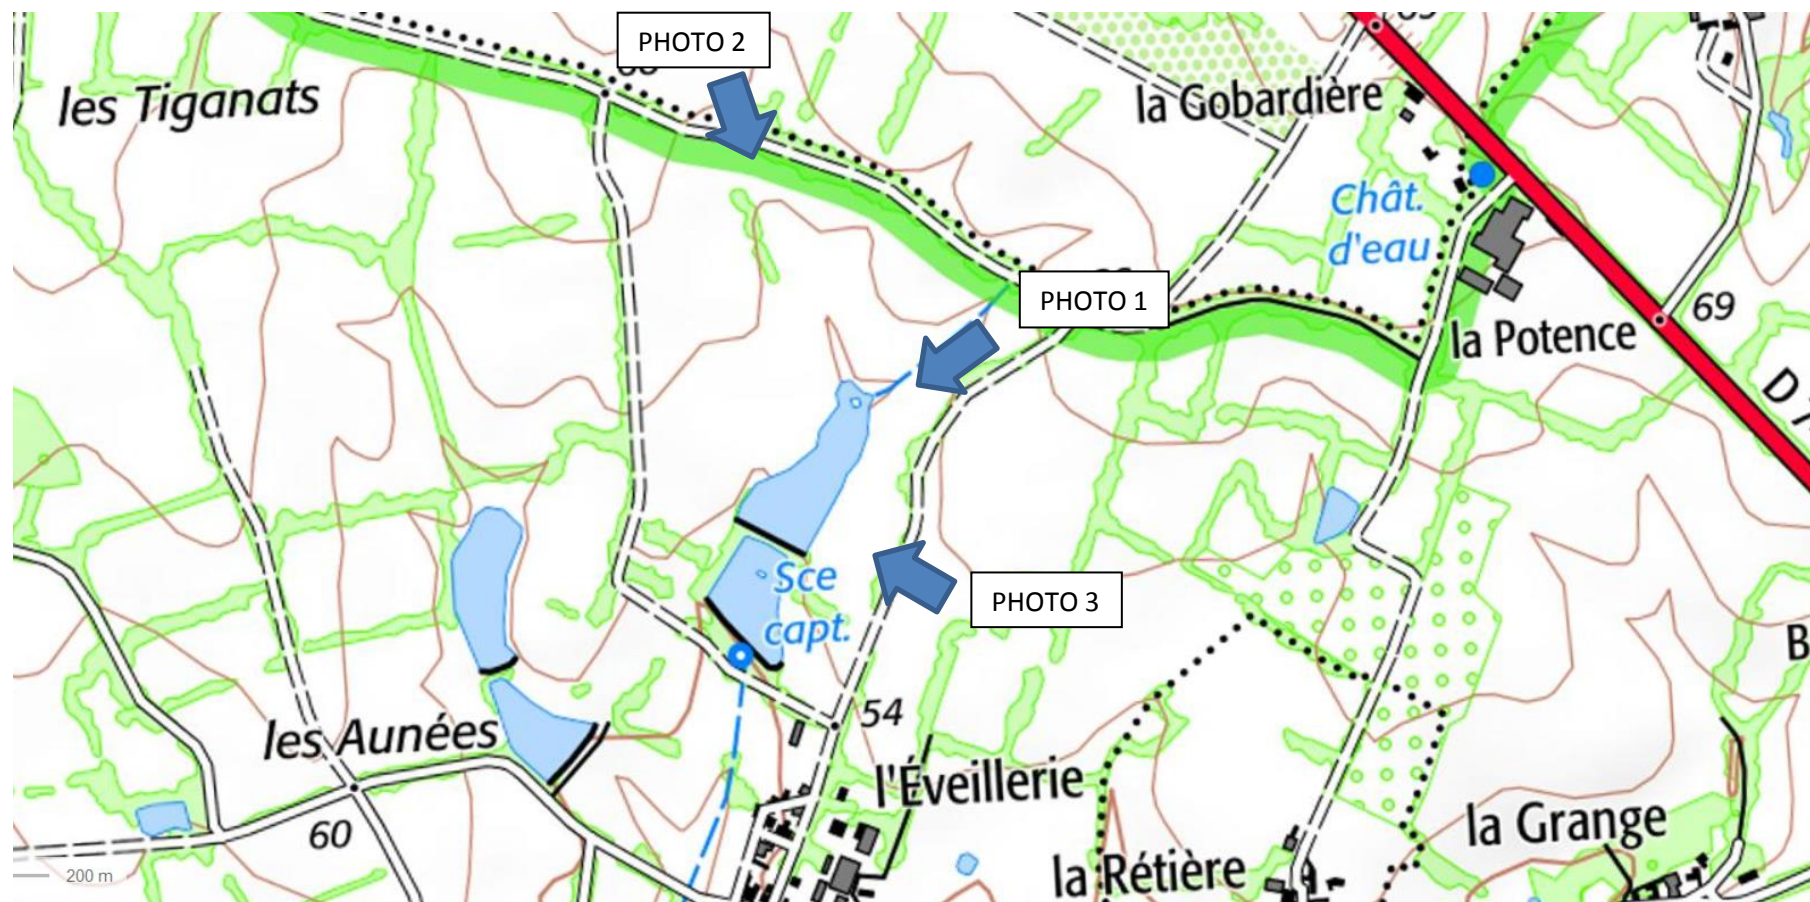 PHOTO 2
les Tiganats
la Gobardière
Chât.
d'eau
PHOTO 1
69
la Potence
D 7
Sce
capt.
PHOTO 3
54
B
les Aunées
l'Éveillerie
60
la Grange
la Rétière
200 m